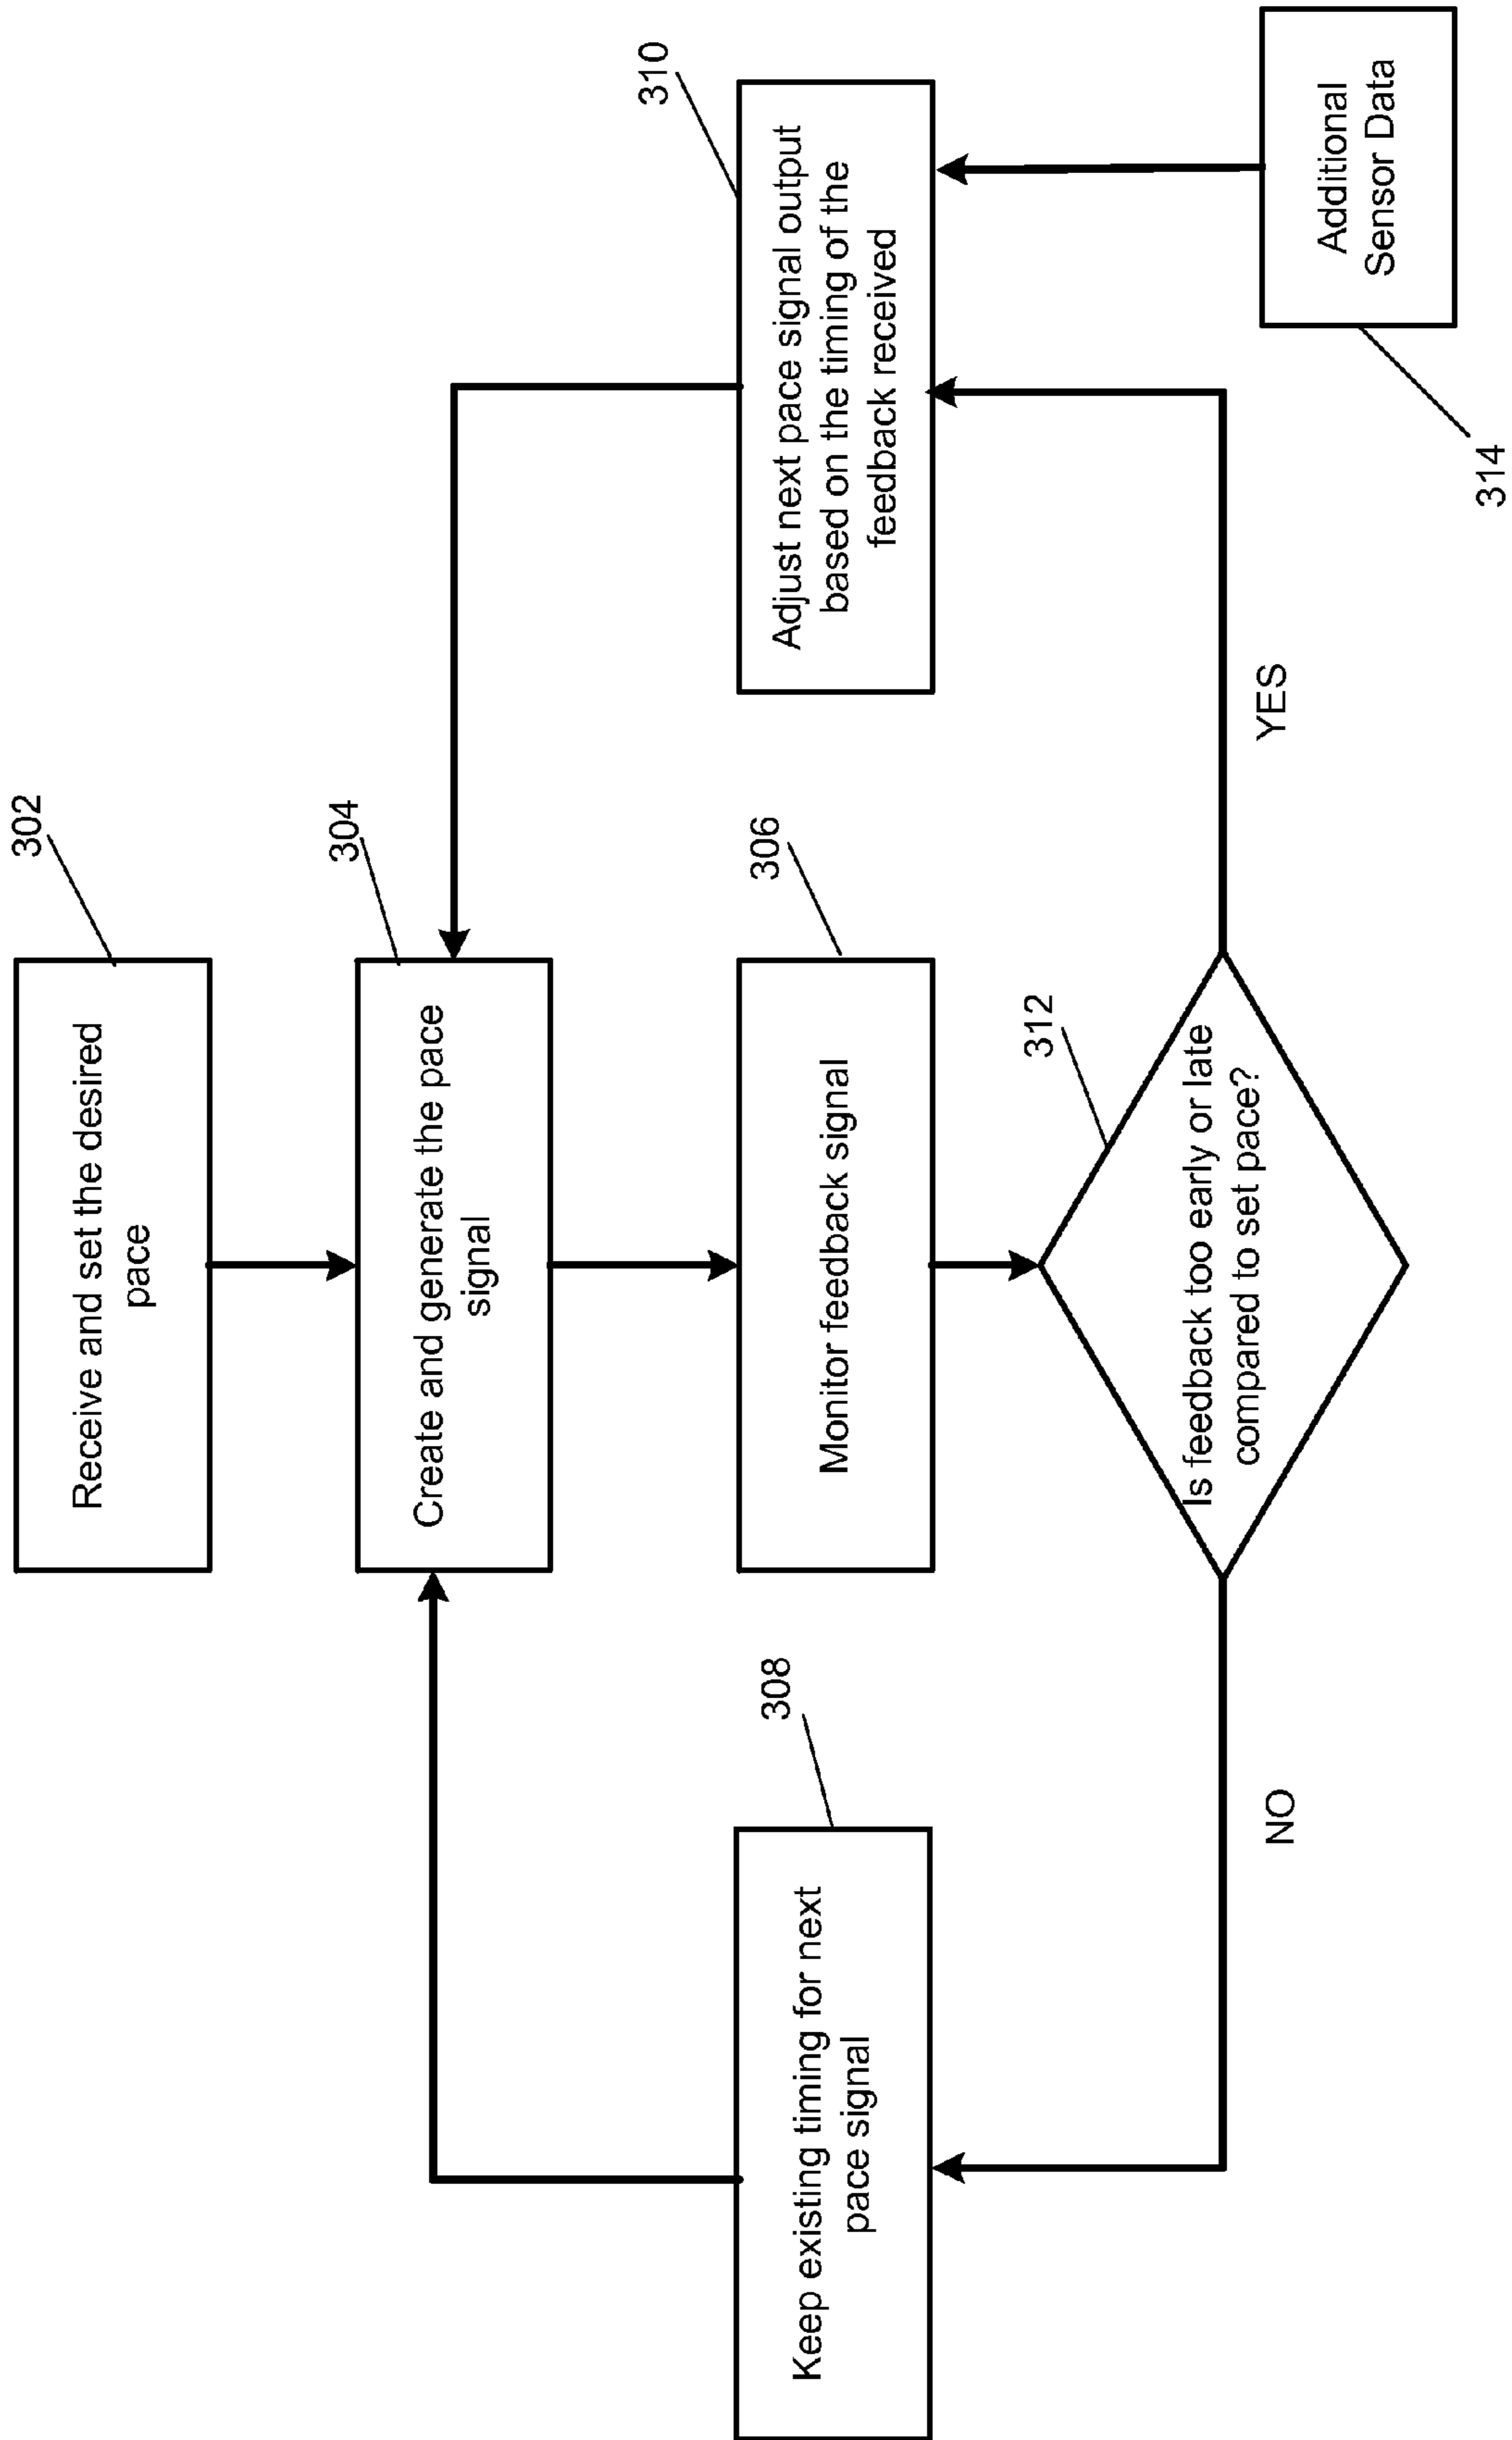 302
Receive and set the desired
pace
304
Create and generate the pace
signal
306
Monitor feedback signal
308
Keep existing timing for next
pace signal
310
Adjust next pace signal output
based on the timing of the
feedback received
312
Is feedback too early or late
compared to set pace?
NO
YES
Additional
Sensor Data
314